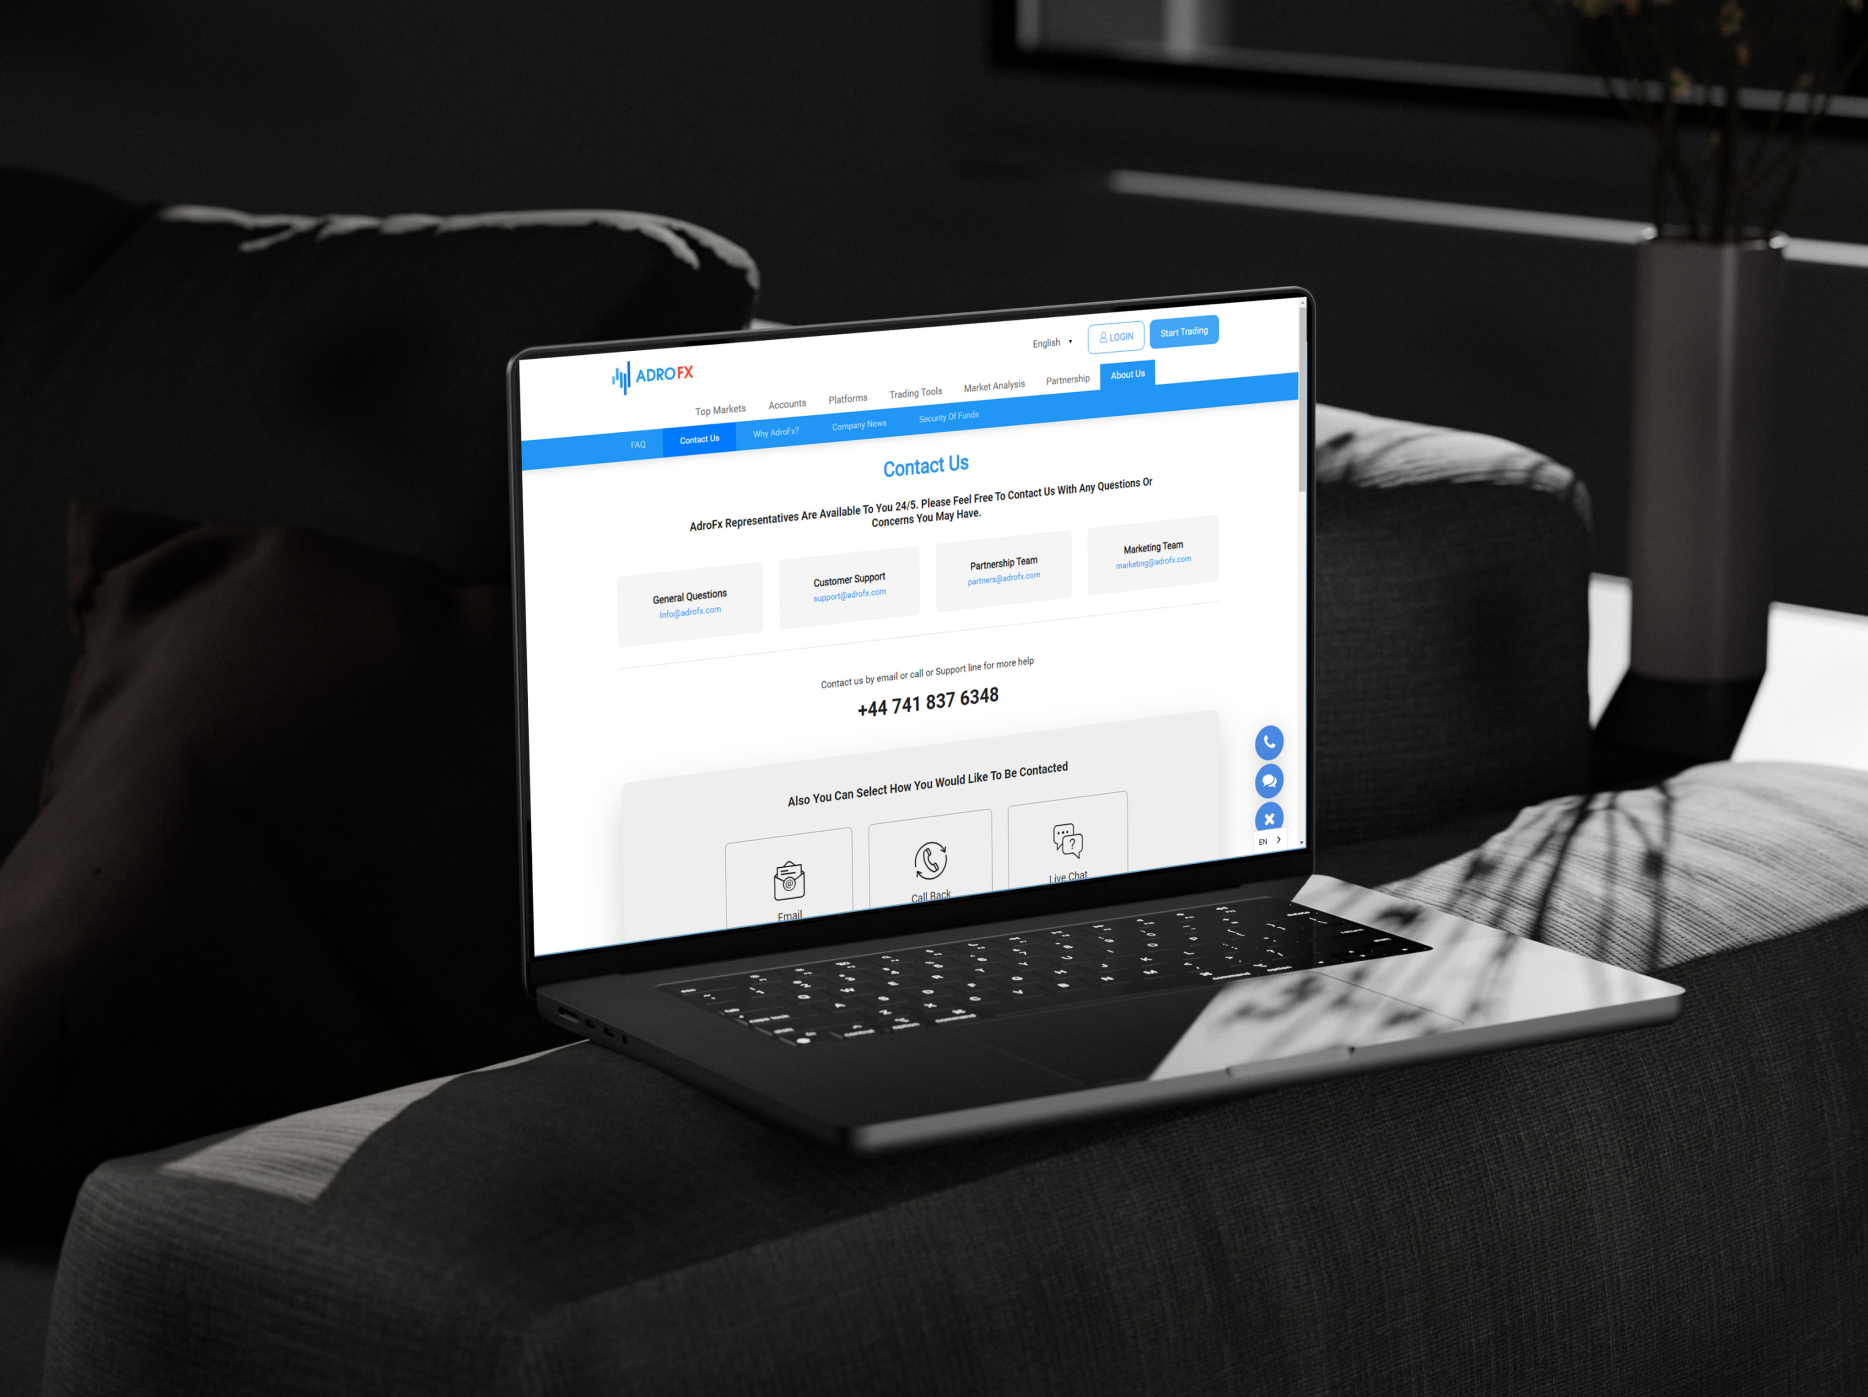 ADROFX
English
LOGIN
Start Trading
Top Markets
Accounts
Platforms
Trading Tools
Market Analysis
Partnership
About Us
FAQ
Contact Us
Why AdroFx?
Company News
Security Of Funds
Contact Us
AdroFx Representatives Are Available To You 24/5. Please Feel Free To Contact Us With Any Questions Or
Concerns You May Have.
General Questions
Info@adrofx.com
Customer Support
support@adrofx.com
Partnership Team
partners@adrofx.com
Marketing Team
marketing@adrofx.com
Contact us by email or call or Support line for more help
+44 741 837 6348
Also You Can Select How You Would Like To Be Contacted
Email
Call Back
Live Chat
EN
command
option
command